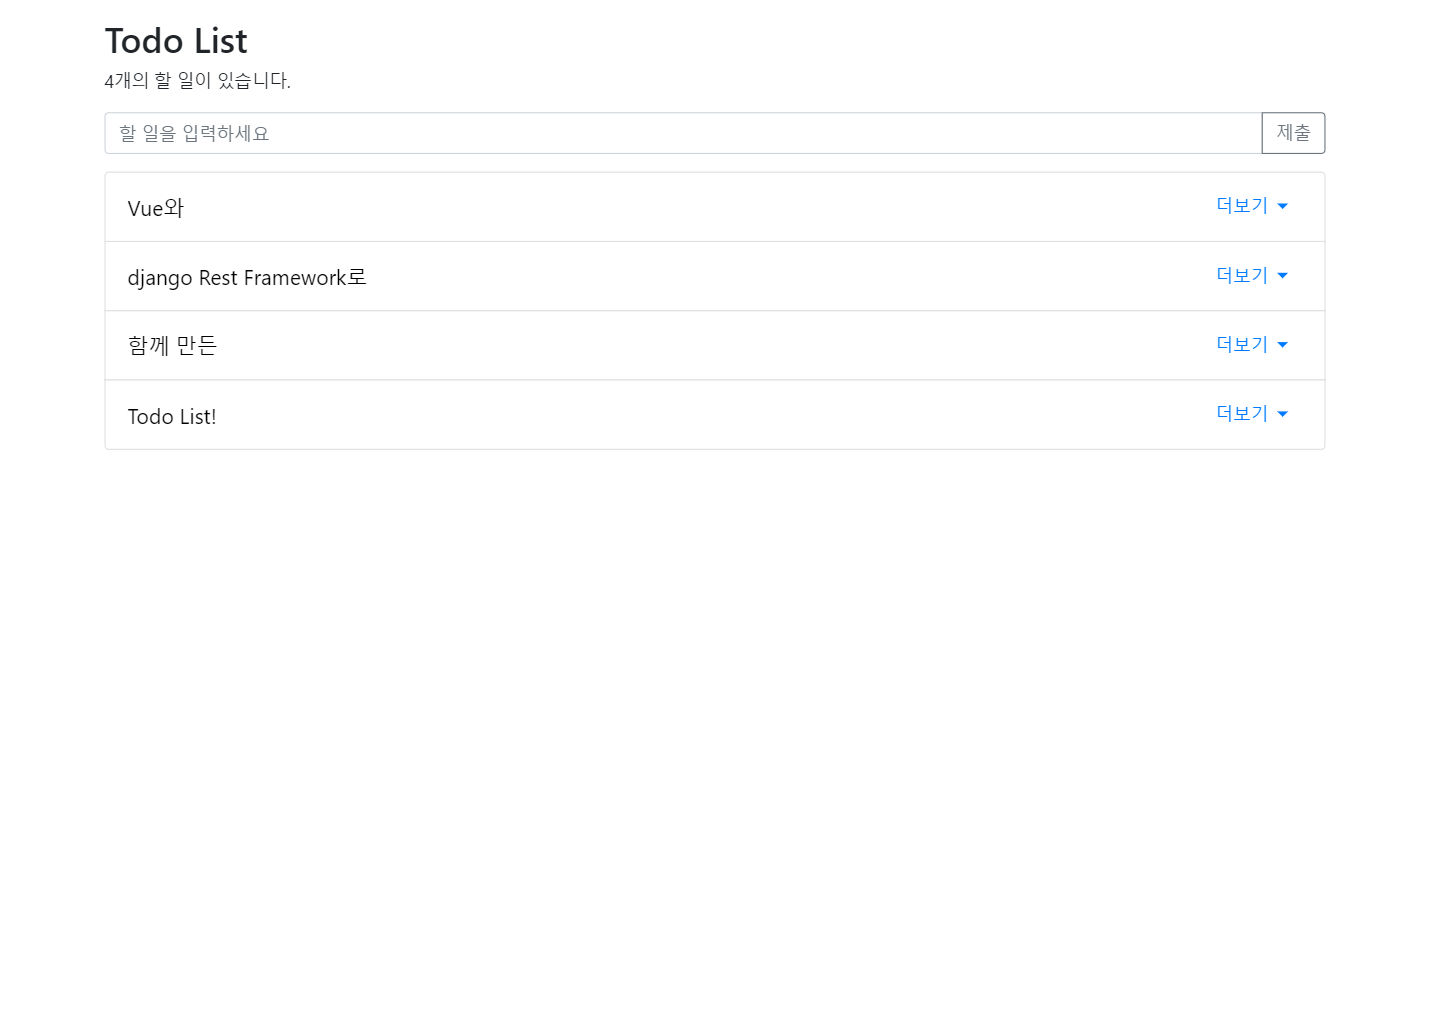 Todo List
4개의 할 일이 있습니다.
할 일을 입력하세요 제출
Vue와 더보기
django Rest Framework로 더보기
함께 만든 더보기
Todo List! 더보기